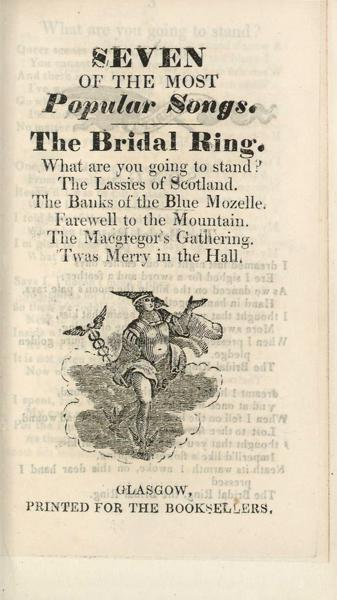 SEVEN
OF THE MOST
Popular Songs.
The Bridal Ring.
What are you going to stand?
The Lassies of Scotland.
The Banks of the Blue Mozelle.
Farewell to the Mountain.
The Macgregor's Gathering.
Twas Merry in the Hall.
GLASGOW,
PRINTED FOR THE BOOKSELLERS.